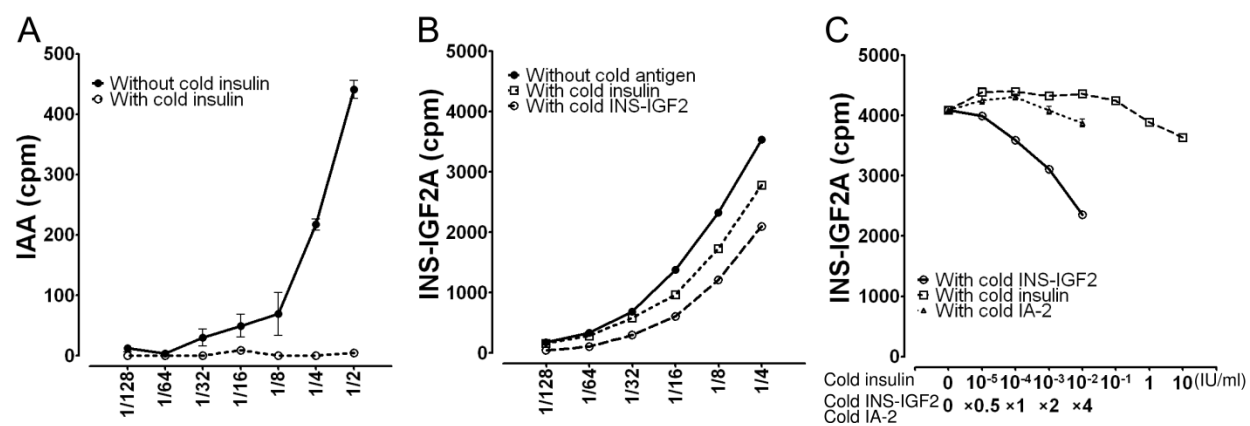 A
IAA (cpm)
500
400
300
200
100
0
Without cold insulin
With cold insulin
1/128
1/64
1/32
1/16
1/8
1/4
1/2
B
INS-IGF2A (cpm)
5000
4000
3000
2000
1000
0
Without cold antigen
With cold insulin
With cold INS-IGF2
1/128
1/64
1/32
1/16
1/8
1/4
C
INS-IGF2A (cpm)
5000
4000
3000
2000
1000
0
With cold INS-IGF2
With cold insulin
With cold IA-2
Cold insulin 0 10⁻⁵ 10⁻⁴ 10⁻³ 10⁻² 10⁻¹ 1 10 (IU/ml)
Cold INS-IGF2 0 ×0.5 ×1 ×2 ×4
Cold IA-2